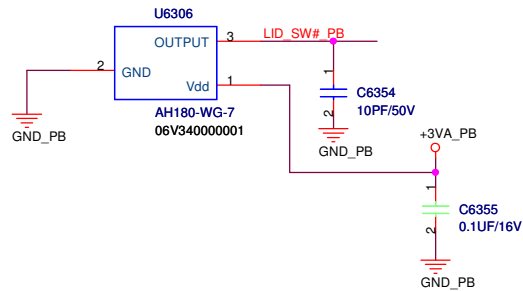 U6306
OUTPUT 3 LID_SW#_PB
2 GND
Vdd 1
1
C6354
10PF/50V
2
AH180-WG-7
06V340000001
GND_PB
GND_PB
+3VA_PB
1
C6355
0.1UF/16V
2
GND_PB